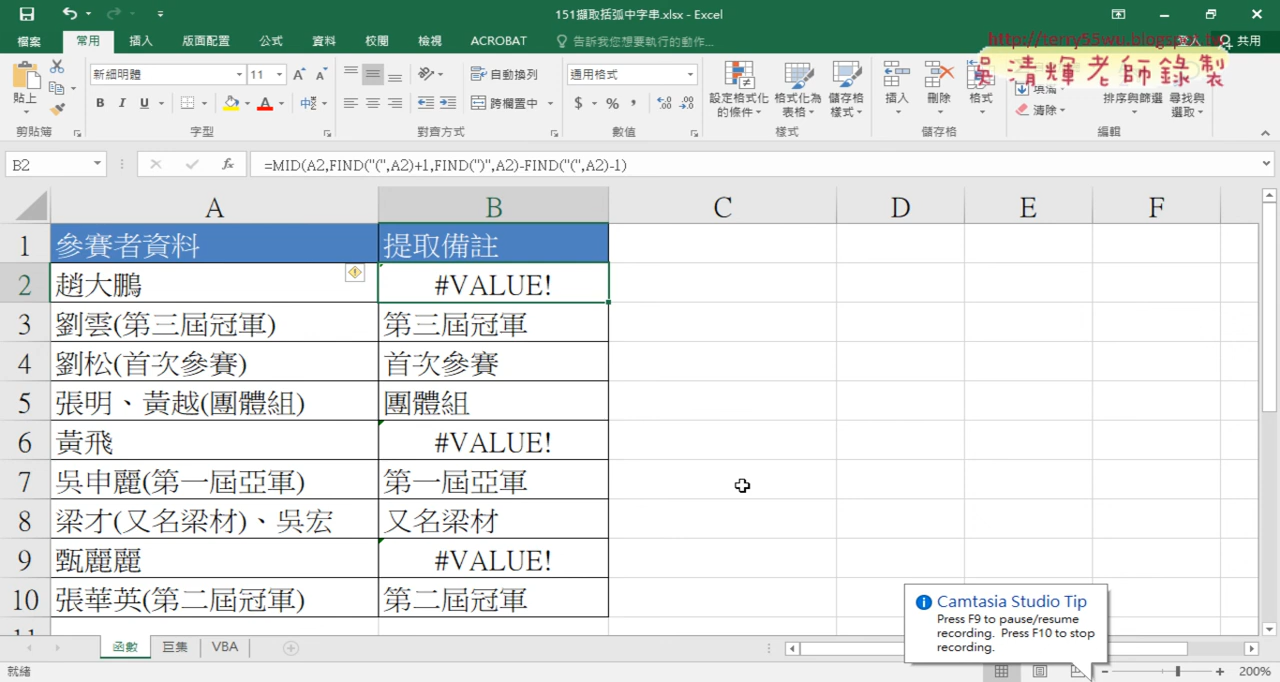 151擷取括弧中字串.xlsx - Excel
檔案 常用 插入 版面配置 公式 資料 校閱 檢視 ACROBAT 告訴我您想要執行的動作... 登入 共用
http://terry55wu.blogspot.tw
吳清輝老師錄製
貼上 新細明體 11 自動換列 通用格式
B I U 中 跨欄置中 $ % ,
設定格式化的條件 格式化為表格 儲存格樣式 插入 刪除 格式 填滿 清除 排序與篩選 尋找與選取
剪貼簿 字型 對齊方式 數值 樣式 儲存格 編輯
B2 fx =MID(A2,FIND("(",A2)+1,FIND(")",A2)-FIND("(",A2)-1)
A B C D E F
1 參賽者資料 提取備註
2 趙大鵬 #VALUE!
3 劉雲(第三屆冠軍) 第三屆冠軍
4 劉松(首次參賽) 首次參賽
5 張明、黃越(團體組) 團體組
6 黃飛 #VALUE!
7 吳申麗(第一屆亞軍) 第一屆亞軍
8 梁才(又名梁材)、吳宏 又名梁材
9 甄麗麗 #VALUE!
10 張華英(第二屆冠軍) 第二屆冠軍
11
Camtasia Studio Tip
Press F9 to pause/resume
recording. Press F10 to stop
recording.
函數 巨集 VBA
就緒 200%